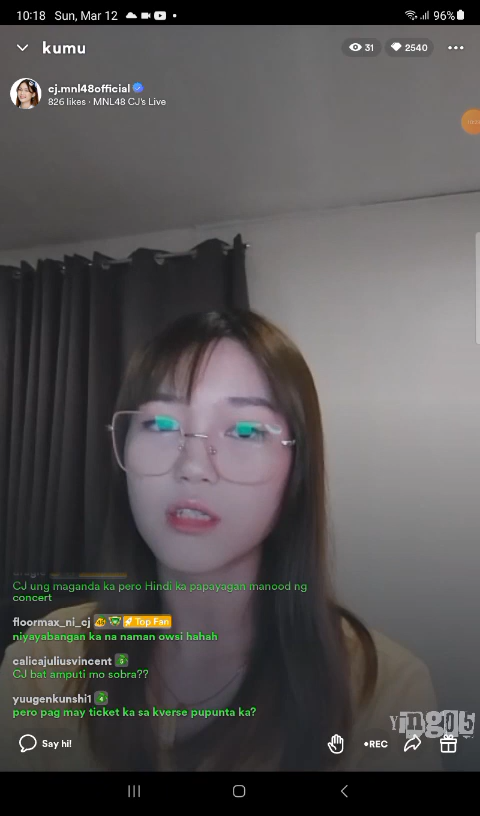 10:18 Sun, Mar 12 96%
kumu
31
2540
cj.mnl48official
826 likes · MNL48 CJ's Live
CJ ung maganda ka pero Hindi ka papayagan manood ng
concert
floormax_ni_cj Top Fan
niyayabangan ka na naman owsi hahah
calicajuliusvincent
CJ bat amputi mo sobra??
yuugenkunshi1 4
pero pag may ticket ka sa kverse pupunta ka?
Yingo5
Say hi!
•REC